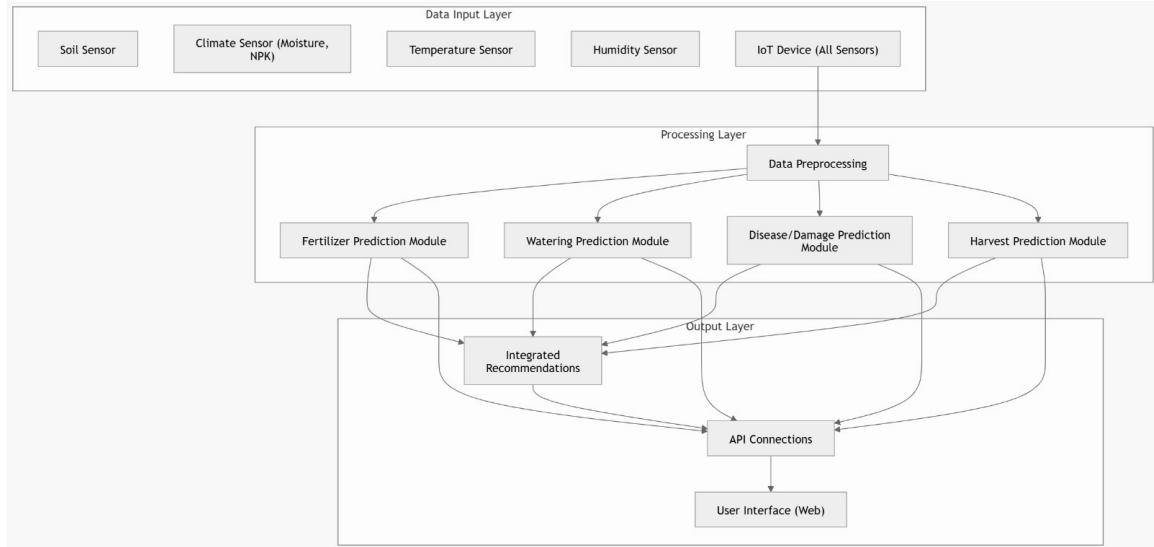 Data Input Layer
Soil Sensor
Climate Sensor (Moisture,
NPK)
Temperature Sensor
Humidity Sensor
IoT Device (All Sensors)
Processing Layer
Data Preprocessing
Fertilizer Prediction Module
Watering Prediction Module
Disease/Damage Prediction
Module
Harvest Prediction Module
Output Layer
Integrated
Recommendations
API Connections
User Interface (Web)